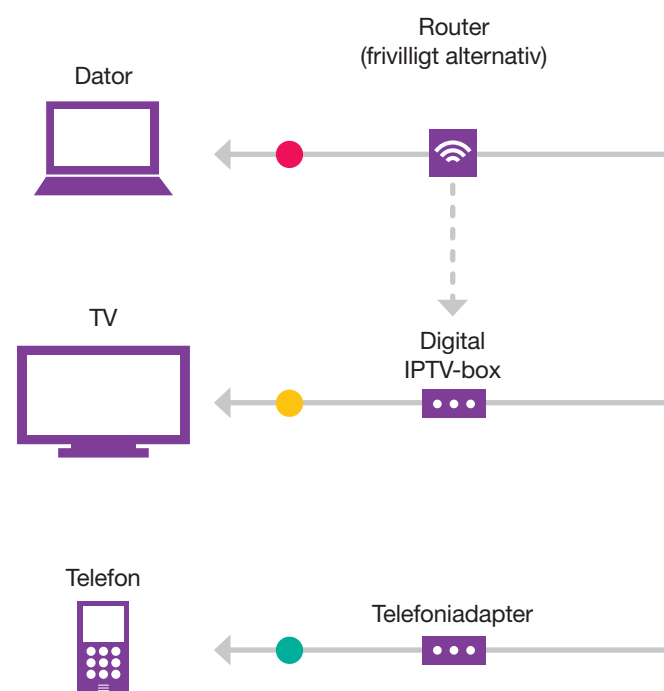 Router
(frivilligt alternativ)
Dator
TV
Digital
IPTV-box
Telefon
Telefoniadapter